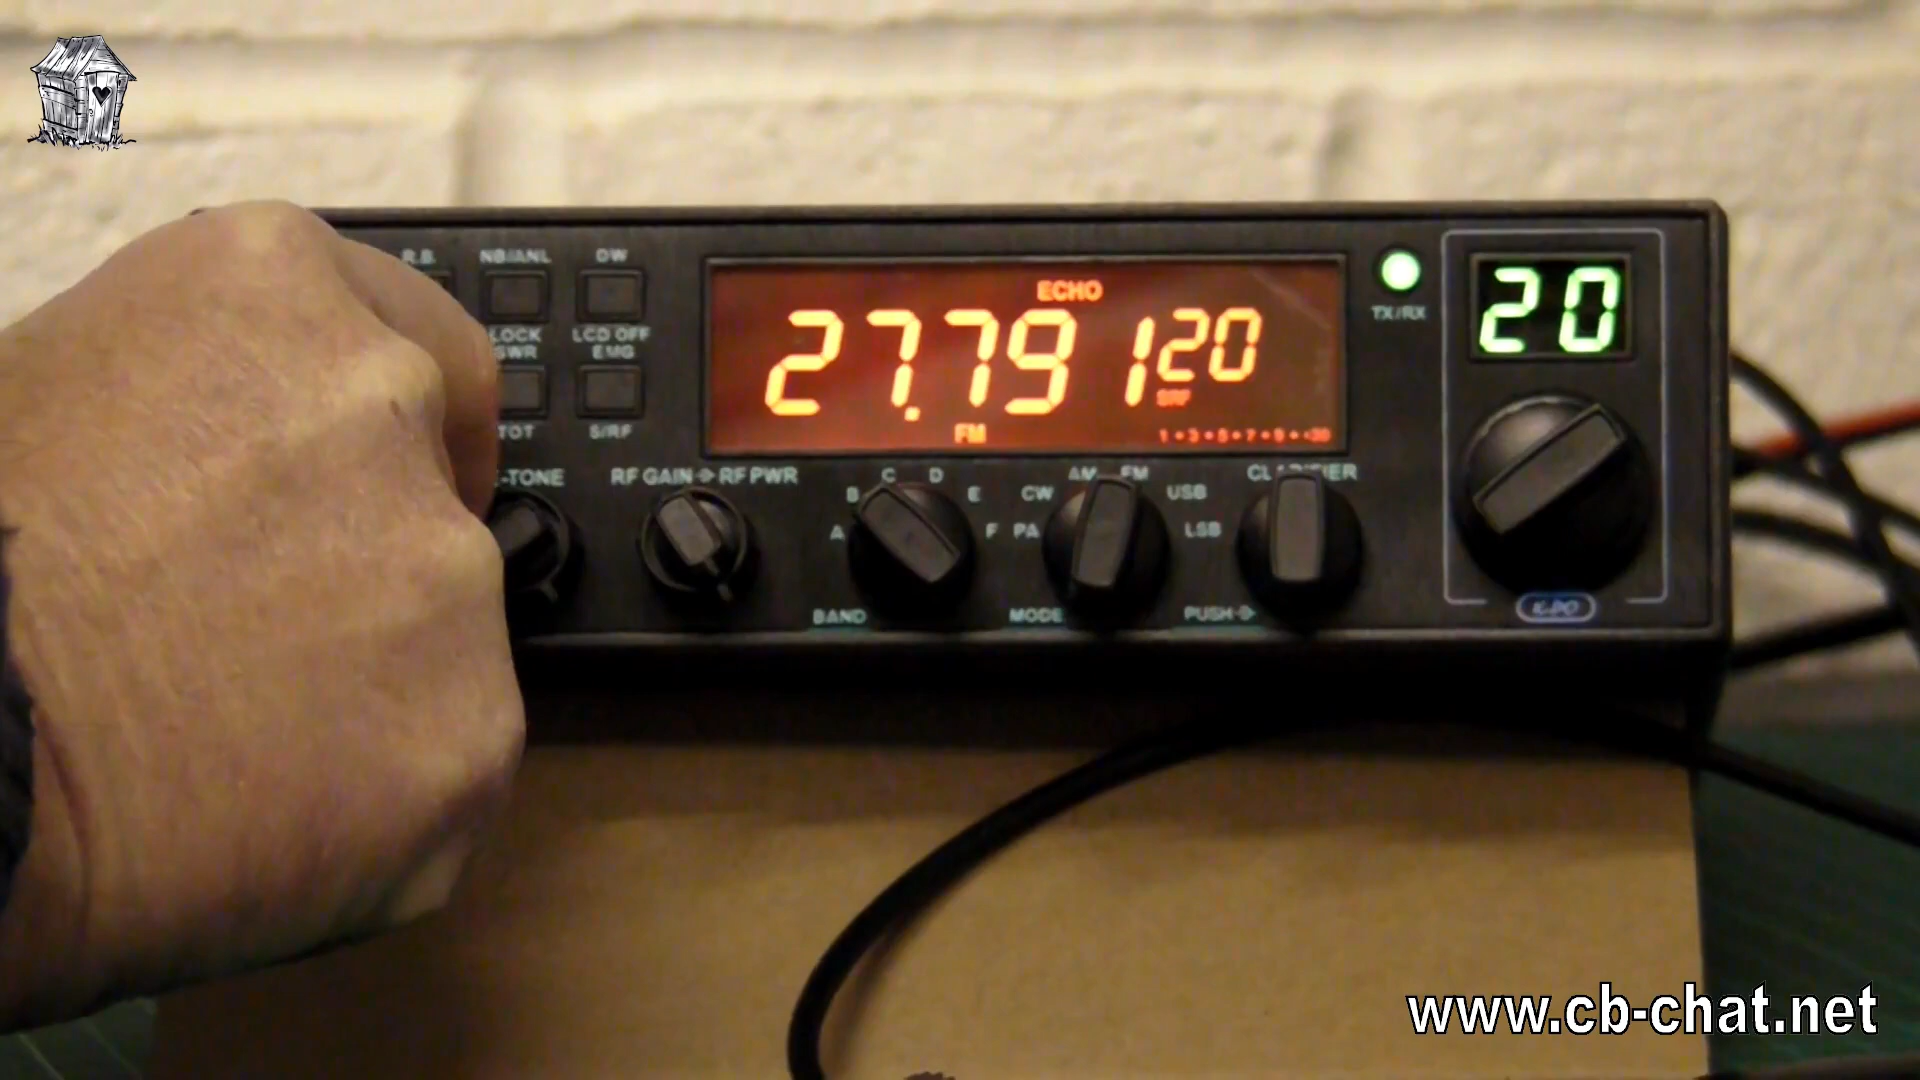 R.B. NB/ANL DW
LOCK LCD OFF
SWR EMG
TOT S/RF
ECHO
27.791 20
SRF
FM
1 3 5 7 9 +30
TX/RX
20
-TONE RF GAIN RF PWR
A B C D E F
BAND
PA CW AM FM USB LSB
MODE
CLARIFIER
PUSH
www.cb-chat.net